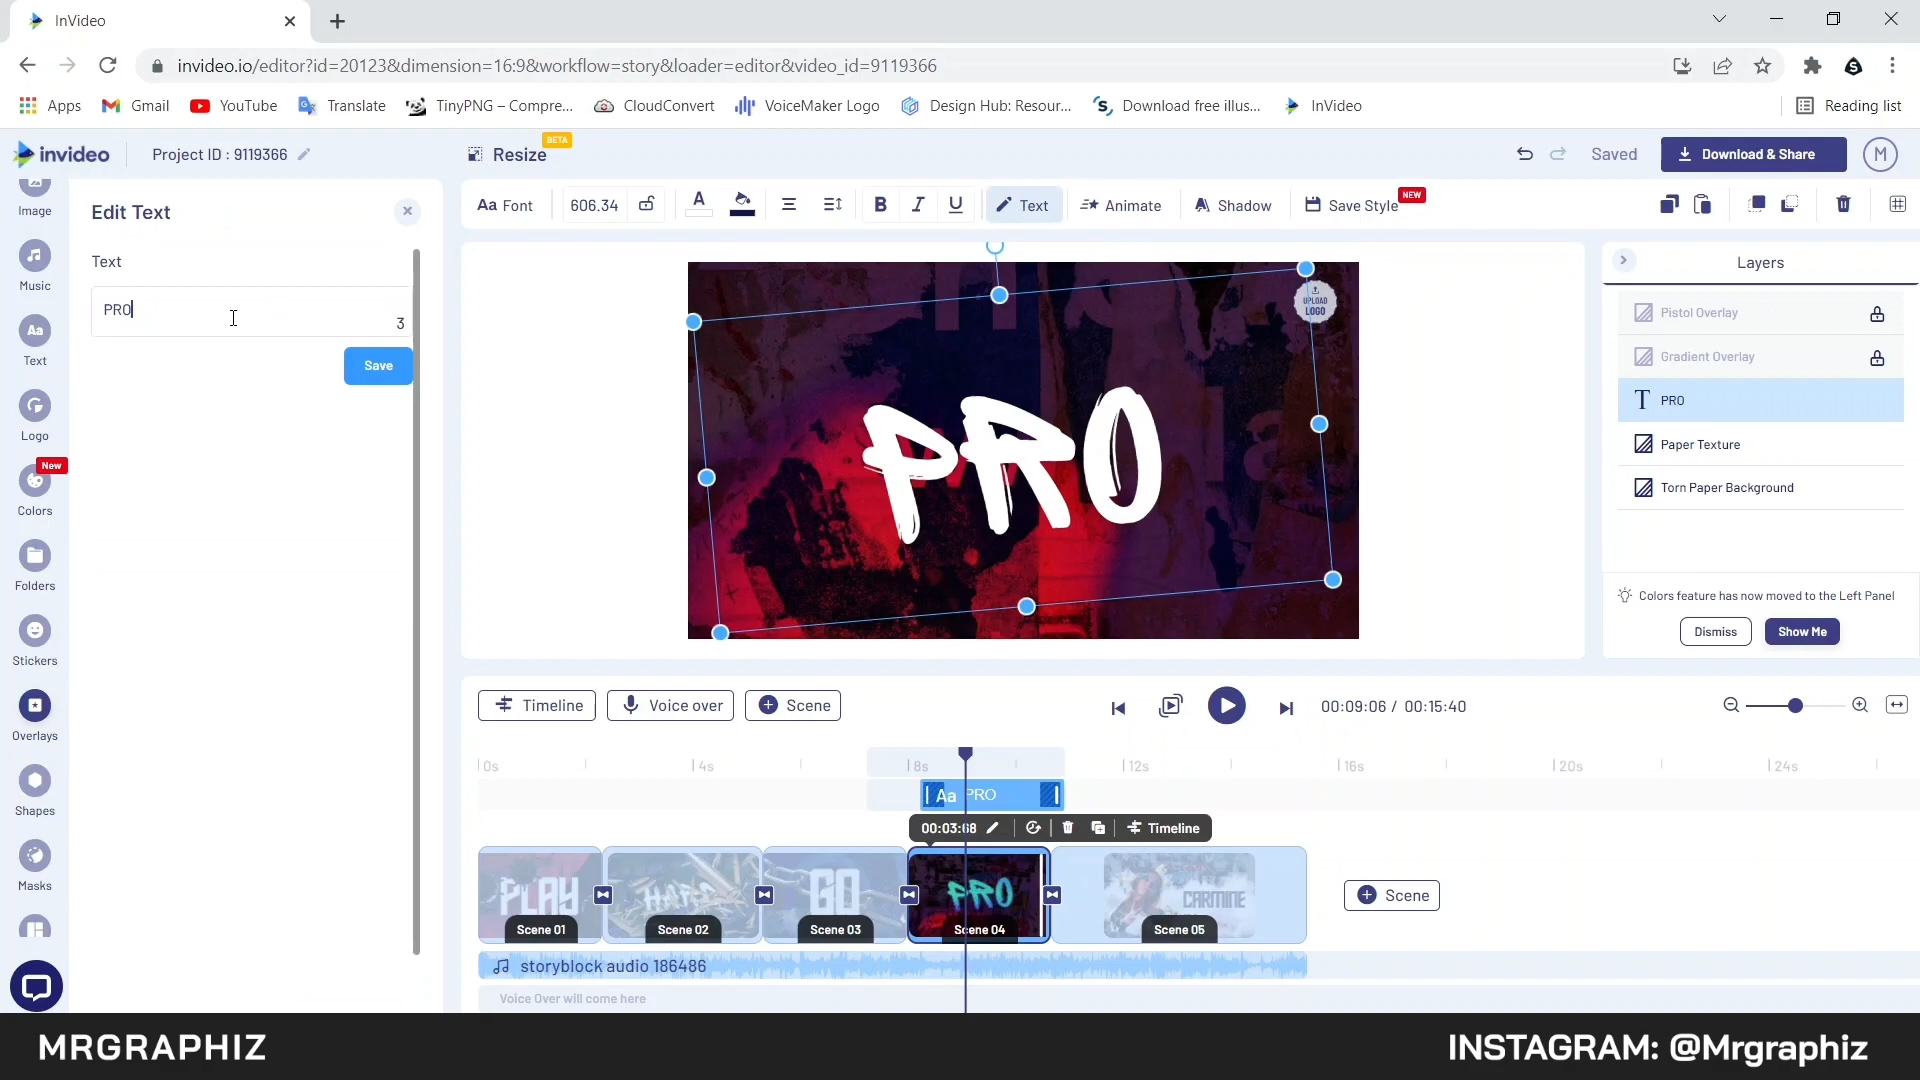 InVideo
invideo.io/editor?id=20123&dimension=16:9&workflow=story&loader=editor&video_id=9119366
Apps
Gmail
YouTube
Translate
TinyPNG – Compre...
CloudConvert
VoiceMaker Logo
Design Hub: Resour...
Download free illus...
InVideo
Reading list
invideo
Project ID : 9119366
Resize
BETA
Saved
Download & Share
M
Image
Music
Aa
Text
Logo
New
Colors
Folders
Stickers
Overlays
Shapes
Masks
Edit Text
Text
PRO
3
Save
Aa Font
606.34
A
B
I
U
Text
Animate
Shadow
Save Style
NEW
UPLOAD
LOGO
PRO
Layers
Pistol Overlay
Gradient Overlay
T PRO
Paper Texture
Torn Paper Background
Colors feature has now moved to the Left Panel
Dismiss
Show Me
Timeline
Voice over
Scene
00:09:06 / 00:15:40
0s
4s
8s
12s
16s
20s
24s
Aa PRO
00:03:68
Timeline
PLAY
Scene 01
HARD
Scene 02
GO
Scene 03
PRO
Scene 04
CARMINE
Scene 05
Scene
storyblock audio 186486
Voice Over will come here
MRGRAPHIZ
INSTAGRAM: @Mrgraphiz